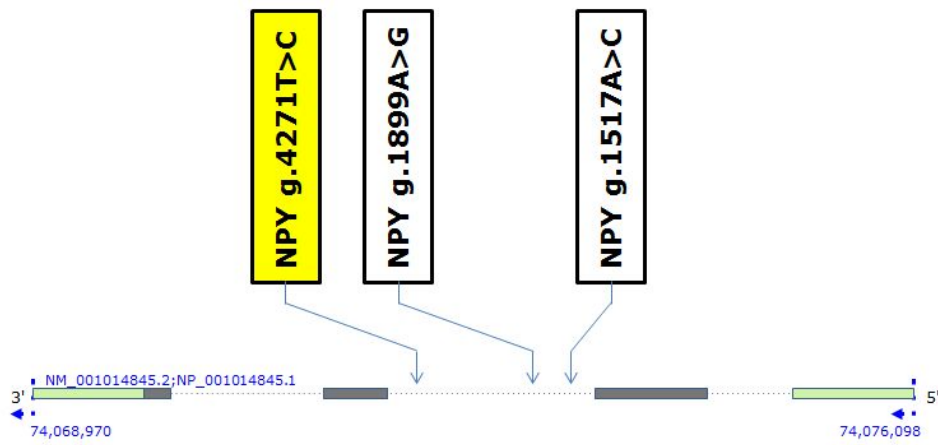 NPY g.4271T>C
NPY g.1899A>G
NPY g.1517A>C
NM_001014845.2;NP_001014845.1
3'
5'
74,068,970
74,076,098